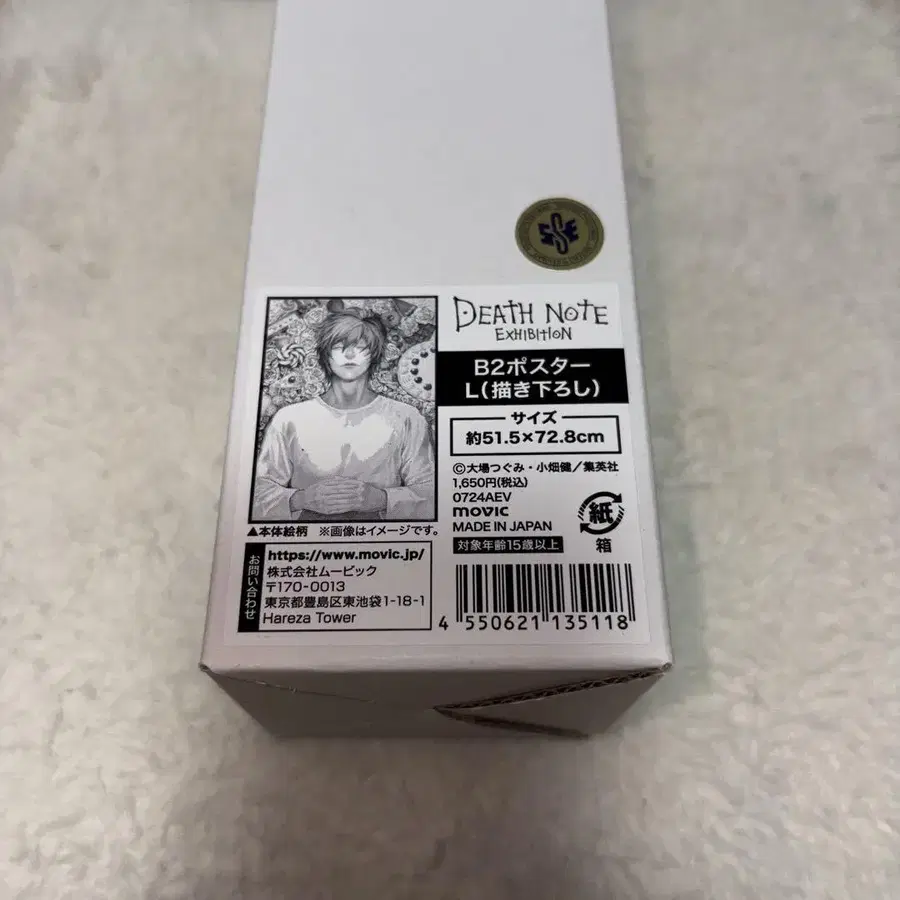 DEATH NOTE
EXHIBITION
B2ポスター
L(描き下ろし)
サイズ
約51.5×72.8cm
©大場つぐみ・小畑健/集英社
1,650円(税込)
0724AEV
movic
MADE IN JAPAN
対象年齢15歳以上
紙
箱
▲本体絵柄 ※画像はイメージです。
お問い合わせ
https://www.movic.jp/
株式会社ムービック
〒170-0013
東京都豊島区東池袋1-18-1
Hareza Tower
4 550621 135118